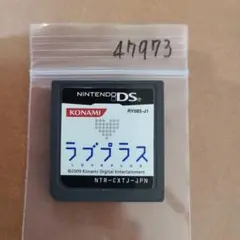 47973
NINTENDO DS
KONAMI
ラブプラス
©2009 Konami Digital Entertainment
NTR-CXTJ-JPN